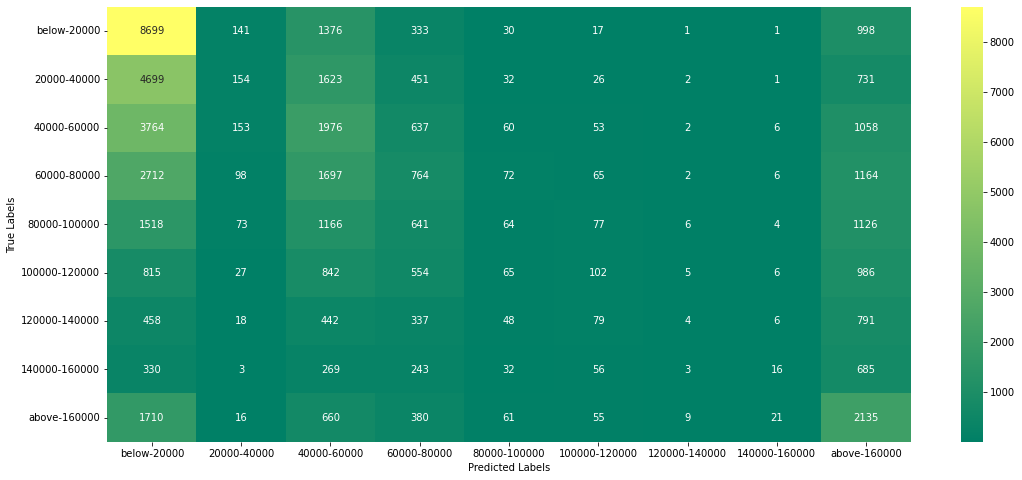 below-20000 8699 141 1376 333 30 17 1 1 998
20000-40000 4699 154 1623 451 32 26 2 1 731
40000-60000 3764 153 1976 637 60 53 2 6 1058
60000-80000 2712 98 1697 764 72 65 2 6 1164
80000-100000 1518 73 1166 641 64 77 6 4 1126
100000-120000 815 27 842 554 65 102 5 6 986
120000-140000 458 18 442 337 48 79 4 6 791
140000-160000 330 3 269 243 32 56 3 16 685
above-160000 1710 16 660 380 61 55 9 21 2135
below-20000 20000-40000 40000-60000 60000-80000 80000-100000 100000-120000 120000-140000 140000-160000 above-160000
Predicted Labels
True Labels
8000
7000
6000
5000
4000
3000
2000
1000